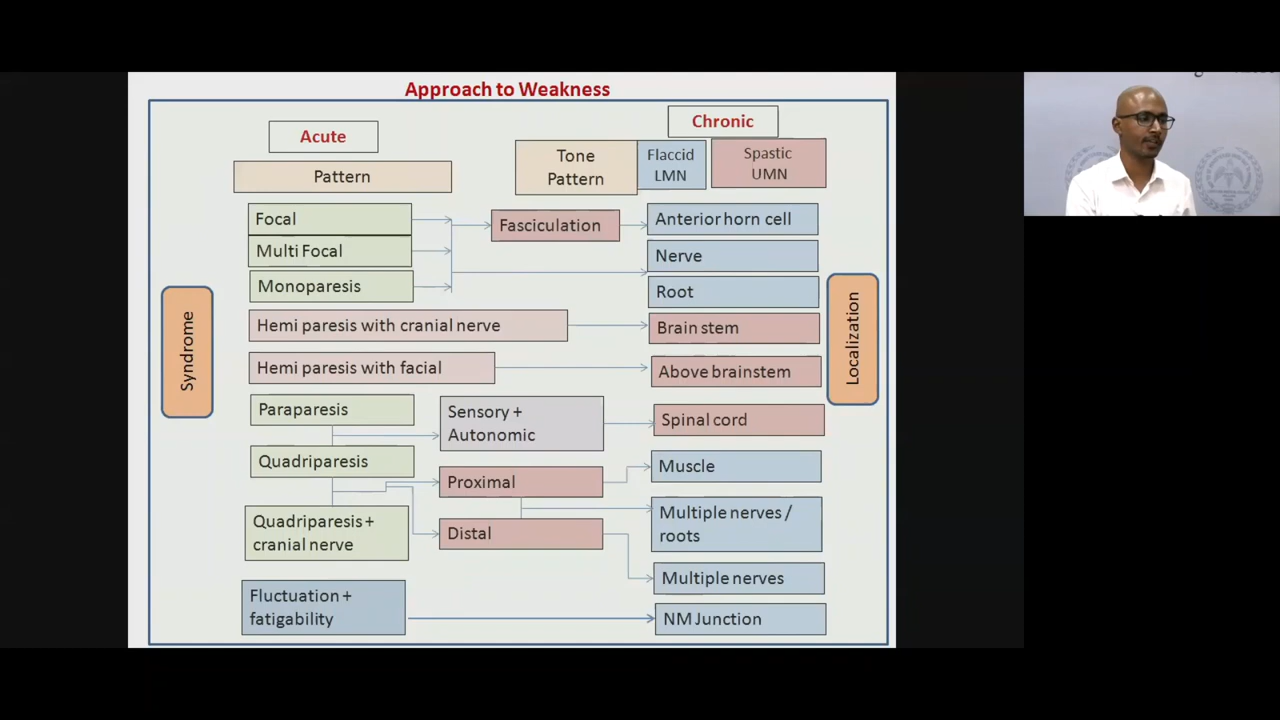 Approach to Weakness
Acute
Chronic
Pattern
Tone
Pattern
Flaccid
LMN
Spastic
UMN
Syndrome
Focal
Multi Focal
Monoparesis
Fasciculation
Anterior horn cell
Nerve
Root
Hemi paresis with cranial nerve
Brain stem
Hemi paresis with facial
Above brainstem
Paraparesis
Sensory +
Autonomic
Spinal cord
Quadriparesis
Proximal
Muscle
Quadriparesis +
cranial nerve
Distal
Multiple nerves /
roots
Multiple nerves
Fluctuation +
fatigability
NM Junction
Localization